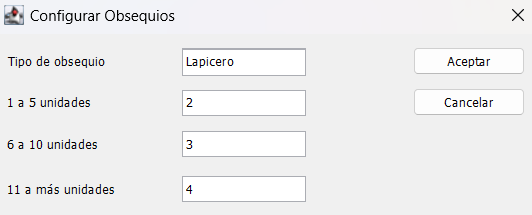 Configurar Obsequios
Tipo de obsequio Lapicero Aceptar
1 a 5 unidades 2 Cancelar
6 a 10 unidades 3
11 a más unidades 4